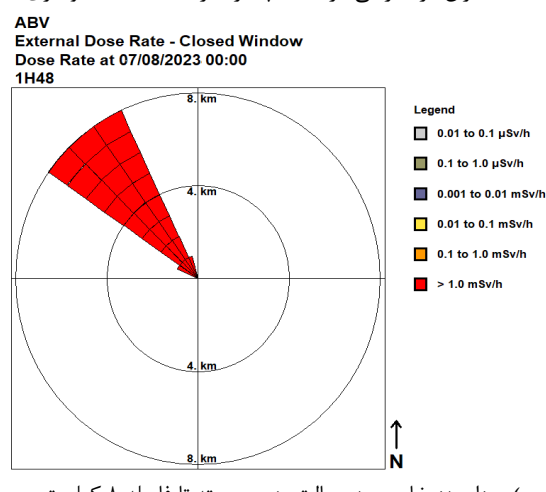 ABV
External Dose Rate - Closed Window
Dose Rate at 07/08/2023 00:00
1H48
8. km
4. km
4. km
8. km
Legend
0.01 to 0.1 µSv/h
0.1 to 1.0 µSv/h
0.001 to 0.01 mSv/h
0.01 to 0.1 mSv/h
0.1 to 1.0 mSv/h
> 1.0 mSv/h
N